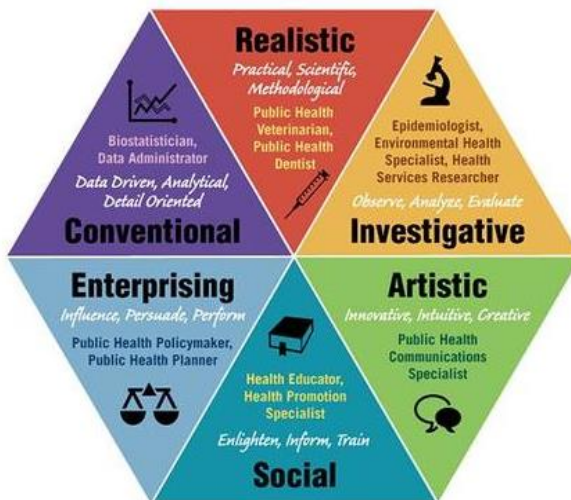 Realistic
Practical, Scientific,
Methodological
Public Health
Veterinarian,
Public Health
Dentist
Epidemiologist,
Environmental Health
Specialist, Health
Services Researcher
Observe, Analyze, Evaluate
Investigative
Biostatistician,
Data Administrator
Data Driven, Analytical,
Detail Oriented
Conventional
Enterprising
Influence, Persuade, Perform
Public Health Policymaker,
Public Health Planner
Health Educator,
Health Promotion
Specialist
Enlighten, Inform, Train
Social
Artistic
Innovative, Intuitive, Creative
Public Health
Communications
Specialist